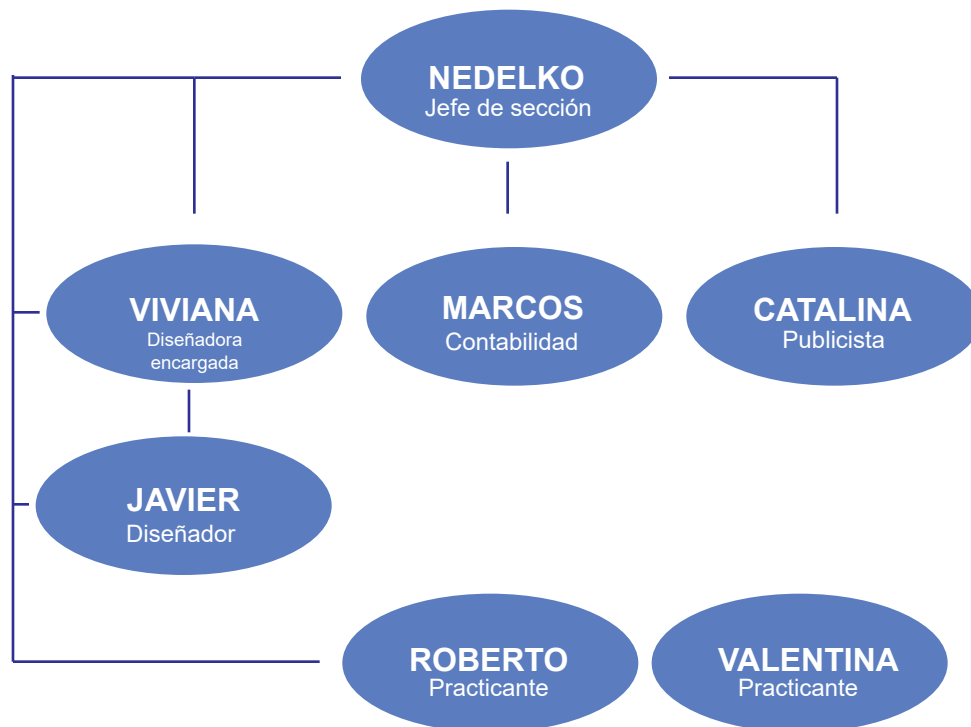 NEDELKO
Jefe de sección
VIVIANA
Diseñadora
encargada
MARCOS
Contabilidad
CATALINA
Publicista
JAVIER
Diseñador
ROBERTO
Practicante
VALENTINA
Practicante